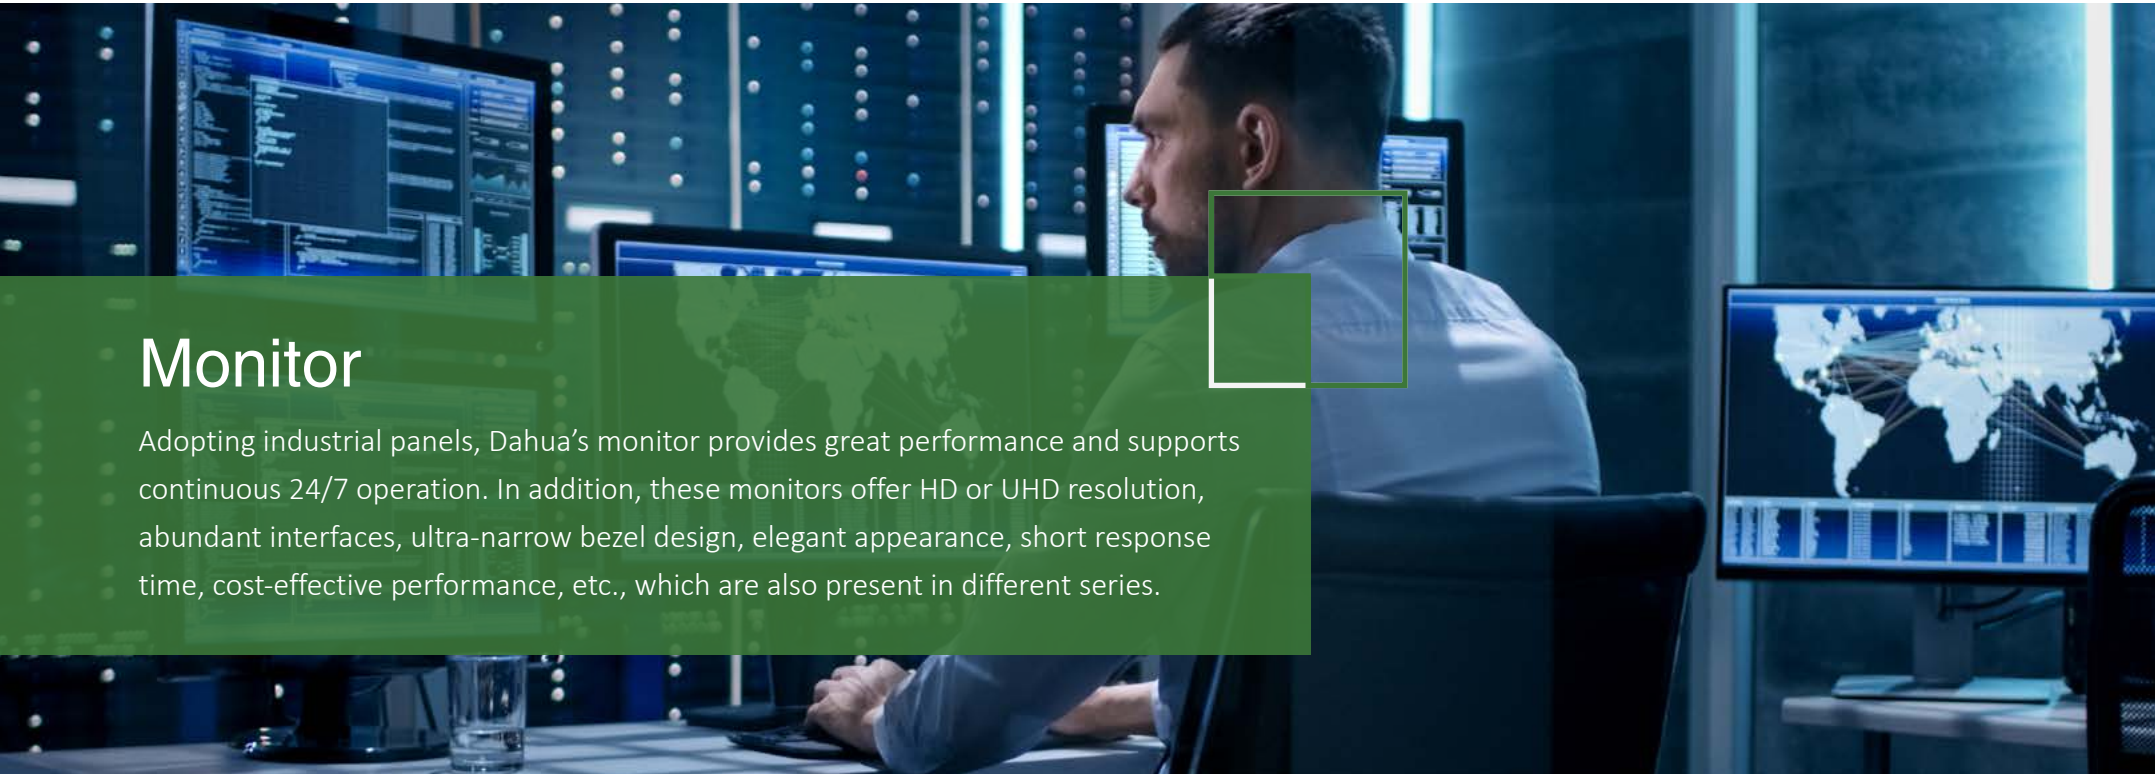 Monitor
Adopting industrial panels, Dahua’s monitor provides great performance and supports
continuous 24/7 operation. In addition, these monitors offer HD or UHD resolution,
abundant interfaces, ultra-narrow bezel design, elegant appearance, short response
time, cost-effective performance, etc., which are also present in different series.